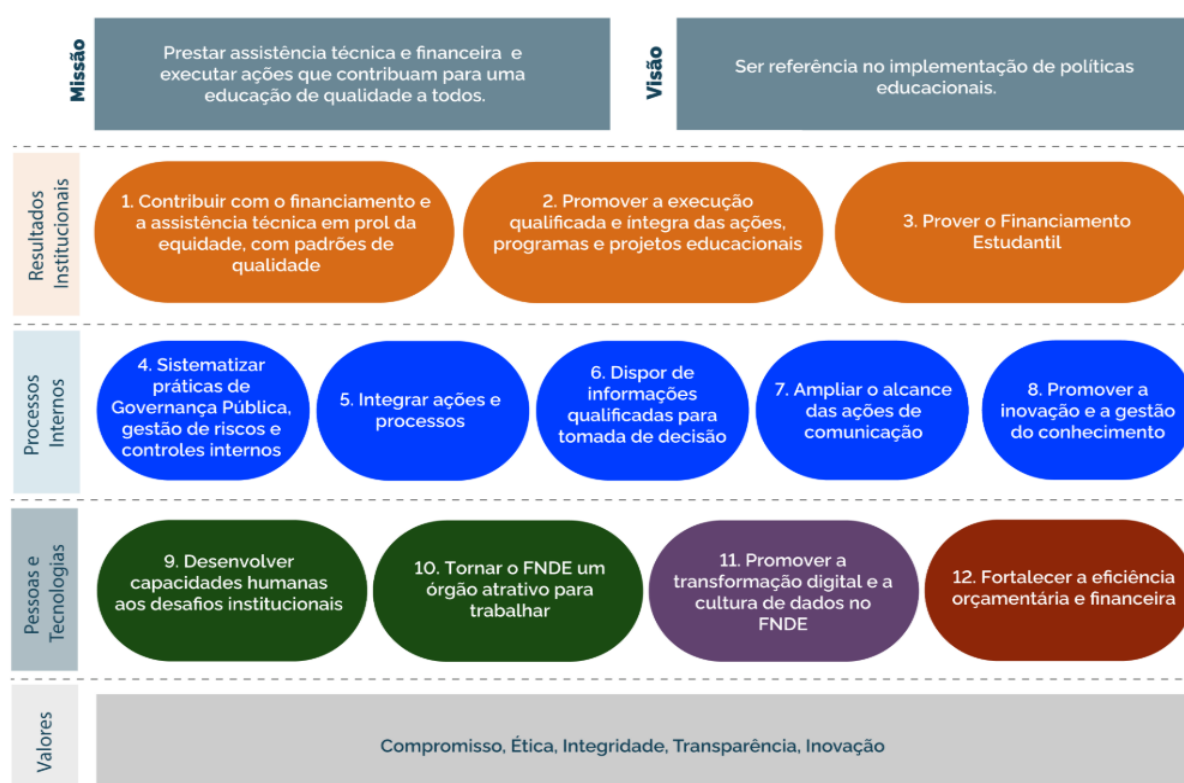 Missão
Prestar assistência técnica e financeira e
executar ações que contribuam para uma
educação de qualidade a todos.
Visão
Ser referência no implementação de políticas
educacionais.
Resultados
Institucionais
1. Contribuir com o financiamento e
a assistência técnica em prol da
equidade, com padrões de
qualidade
2. Promover a execução
qualificada e íntegra das ações,
programas e projetos educacionais
3. Prover o Financiamento
Estudantil
Processos
Internos
4. Sistematizar
práticas de
Governança Pública,
gestão de riscos e
controles internos
5. Integrar ações e
processos
6. Dispor de
informações
qualificadas para
tomada de decisão
7. Ampliar o alcance
das ações de
comunicação
8. Promover a
inovação e a gestão
do conhecimento
Pessoas e
Tecnologias
9. Desenvolver
capacidades humanas
aos desafios institucionais
10. Tornar o FNDE um
órgão atrativo para
trabalhar
11. Promover a
transformação digital e a
cultura de dados no
FNDE
12. Fortalecer a eficiência
orçamentária e financeira
Valores
Compromisso, Ética, Integridade, Transparência, Inovação